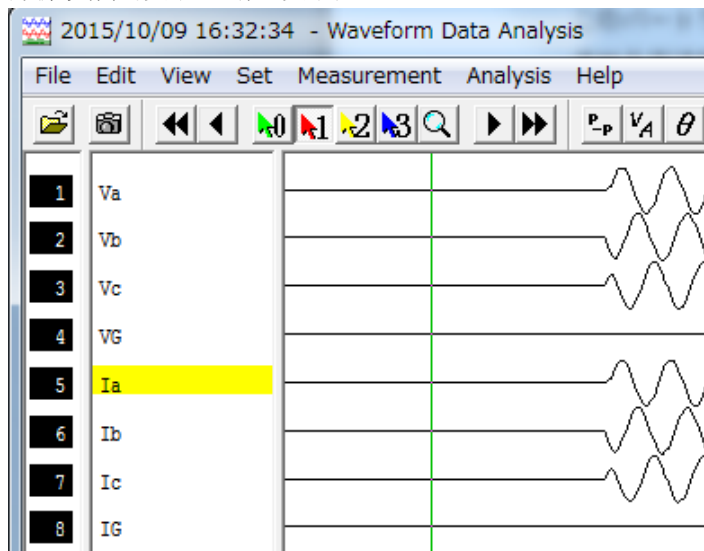 2015/10/09 16:32:34 - Waveform Data Analysis
File Edit View Set Measurement Analysis Help
0 1 2 3 P-P V/A θ
1 Va
2 Vb
3 Vc
4 VG
5 Ia
6 Ib
7 Ic
8 IG